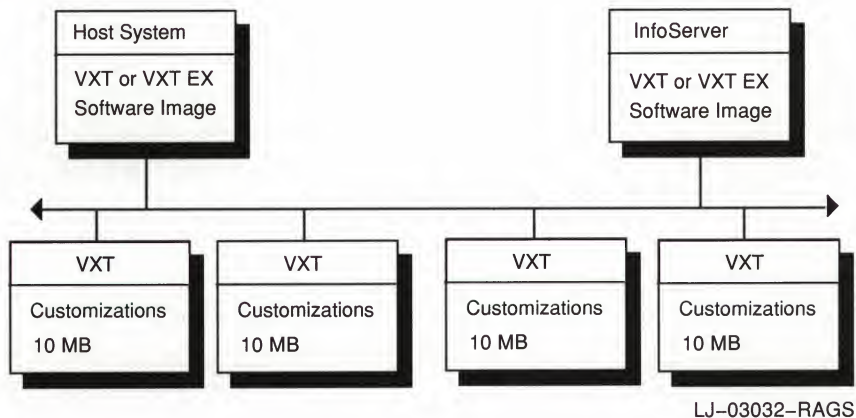 Host System
VXT or VXT EX
Software Image
InfoServer
VXT or VXT EX
Software Image
VXT
Customizations
10 MB
VXT
Customizations
10 MB
VXT
Customizations
10 MB
VXT
Customizations
10 MB
LJ–03032–RAGS